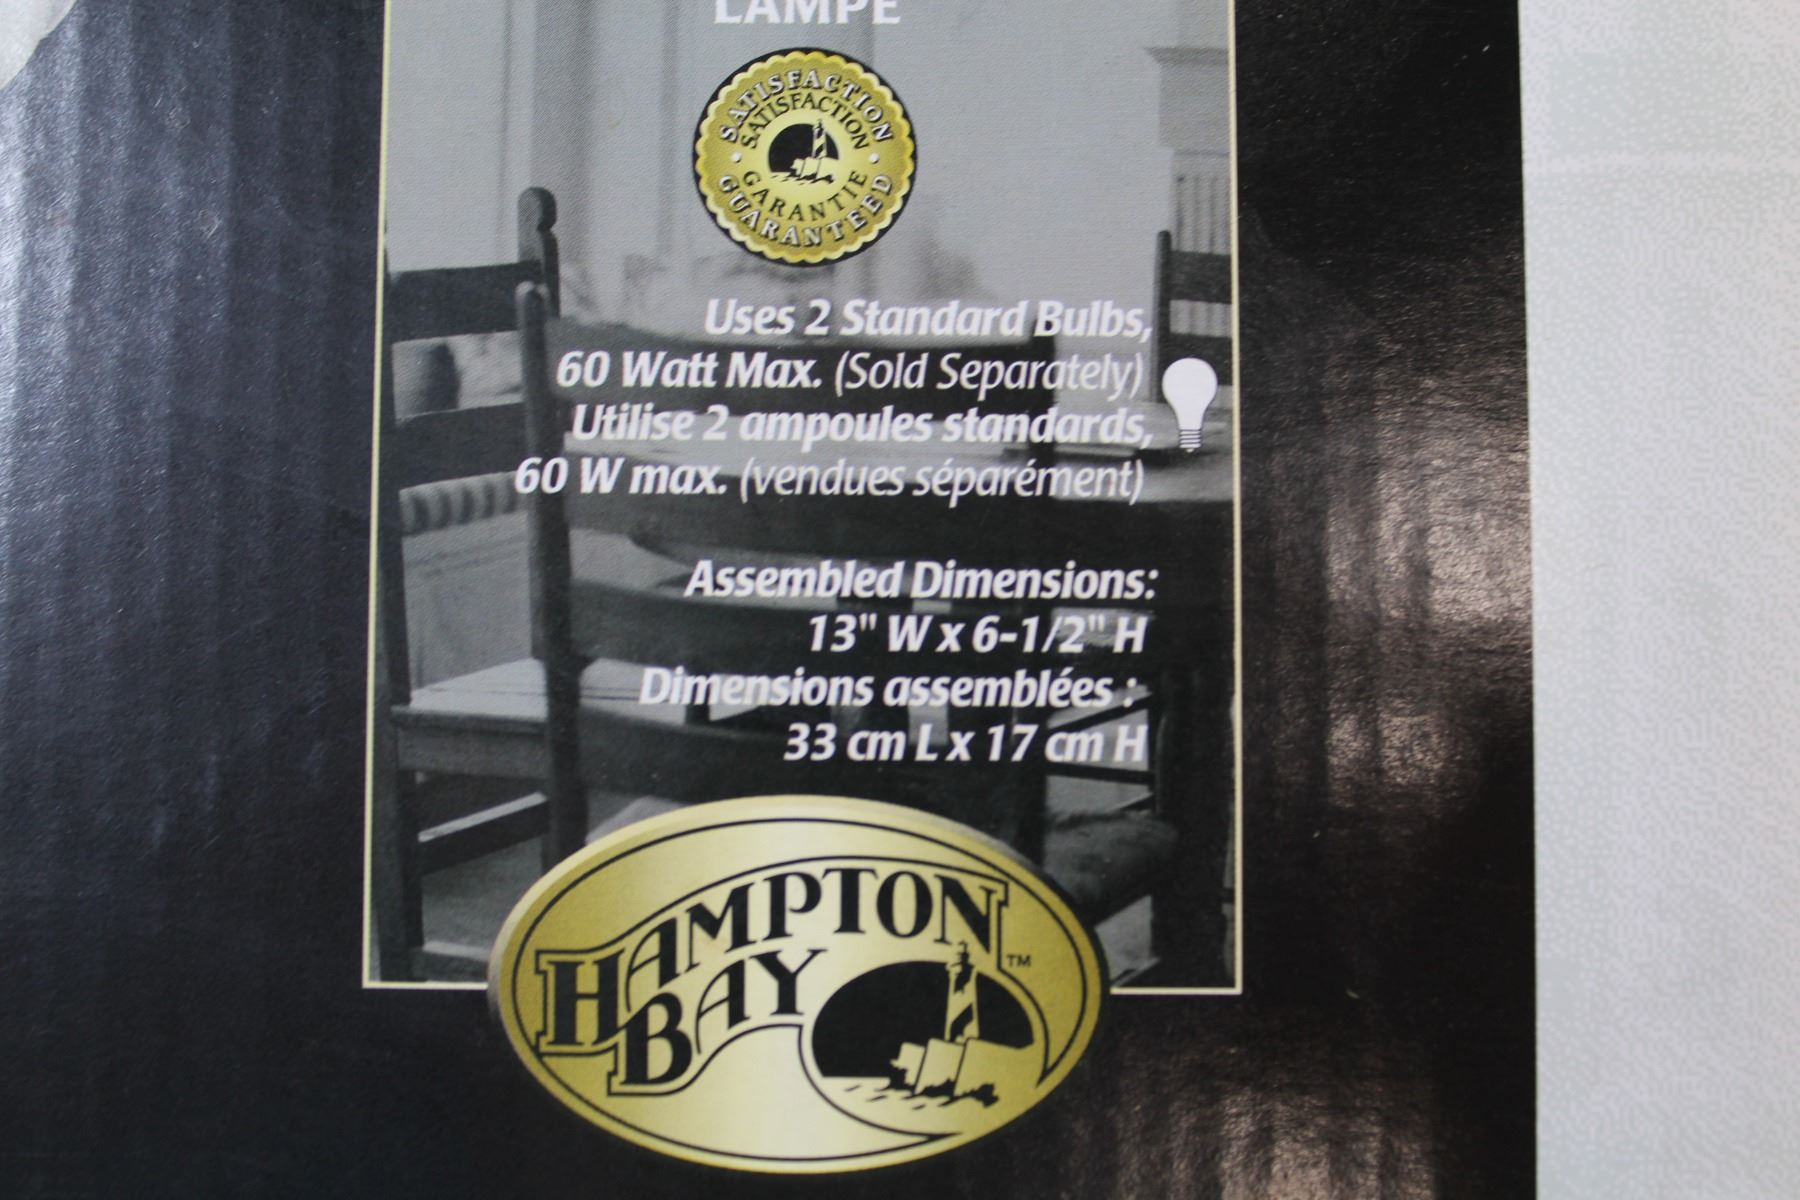 LAMPE
SATISFACTION
SATISFACTION
GARANTIE
GUARANTEED
Uses 2 Standard Bulbs,
60 Watt Max. (Sold Separately)
Utilise 2 ampoules standards,
60 W max. (vendues séparément)
Assembled Dimensions:
13" W x 6-1/2" H
Dimensions assemblées :
33 cm L x 17 cm H
HAMPTON
BAY
TM